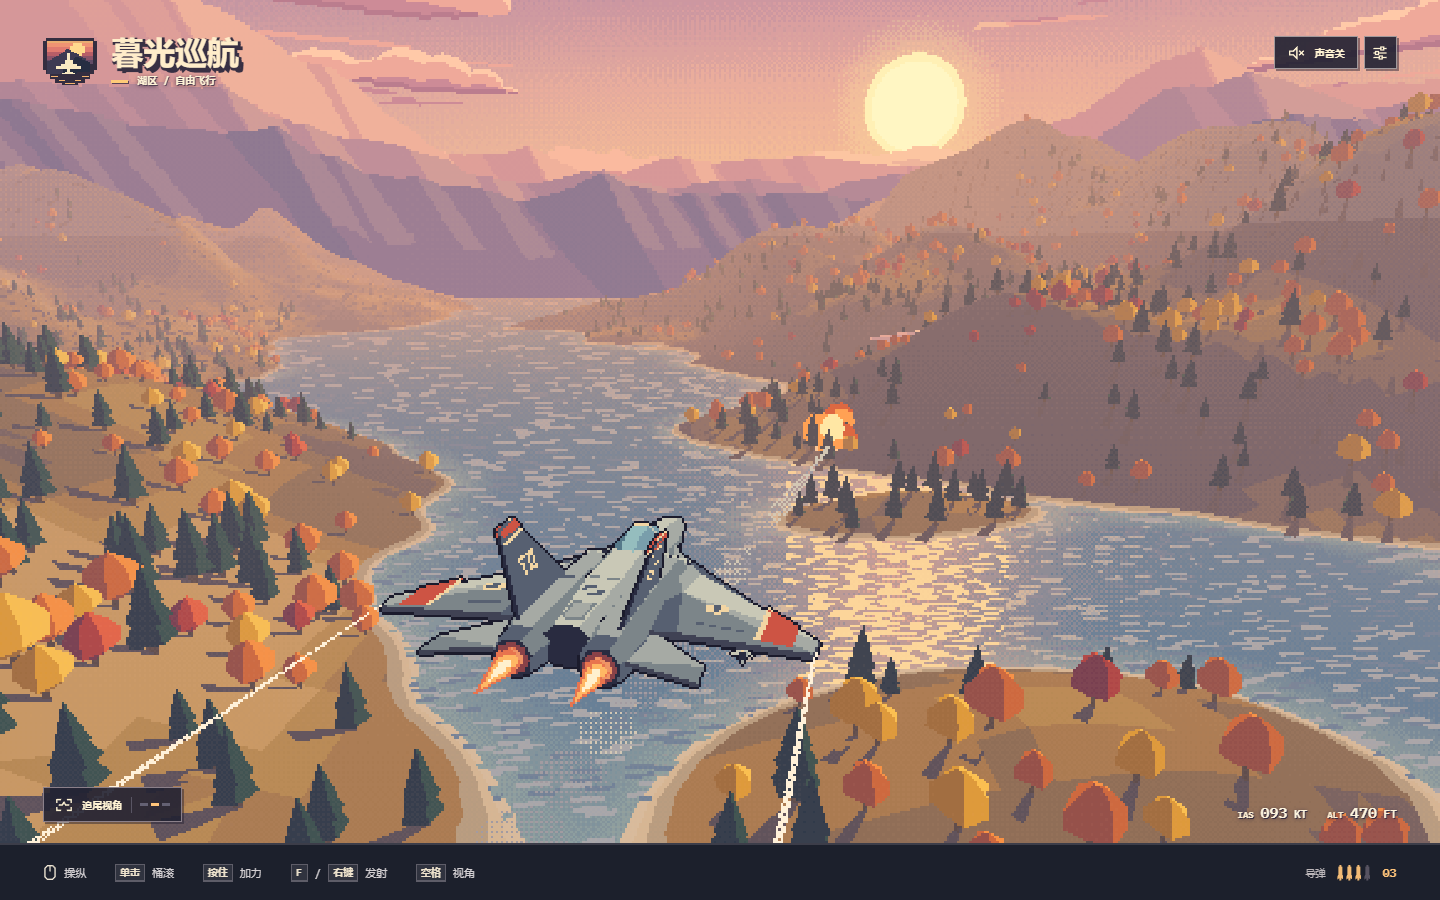 暮光巡航
湖区 / 自由飞行
声音关
追尾视角
IAS 093 KT ALT 470 FT
操纵 单击 桶滚 按住 加力 F / 右键 发射 空格 视角
导弹 03